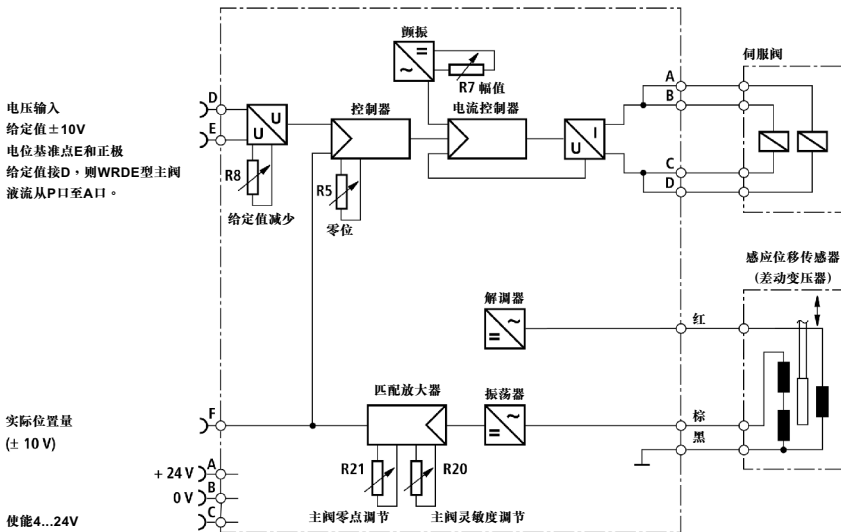 颤振
R7 幅值
伺服阀
电压输入
给定值±10V
电位基准点E和正极
给定值接D，则WRDE型主阀
液流从P口至A口。
D
E
U
U
R8
给定值减少
控制器
R5
零位
电流控制器
I
U
A
B
C
D
感应位移传感器
(差动变压器)
解调器
红
实际位置量
(± 10 V)
F
匹配放大器
振荡器
棕
黑
R21
R20
主阀零点调节
主阀灵敏度调节
+ 24 V
A
0 V
B
使能4...24V
C